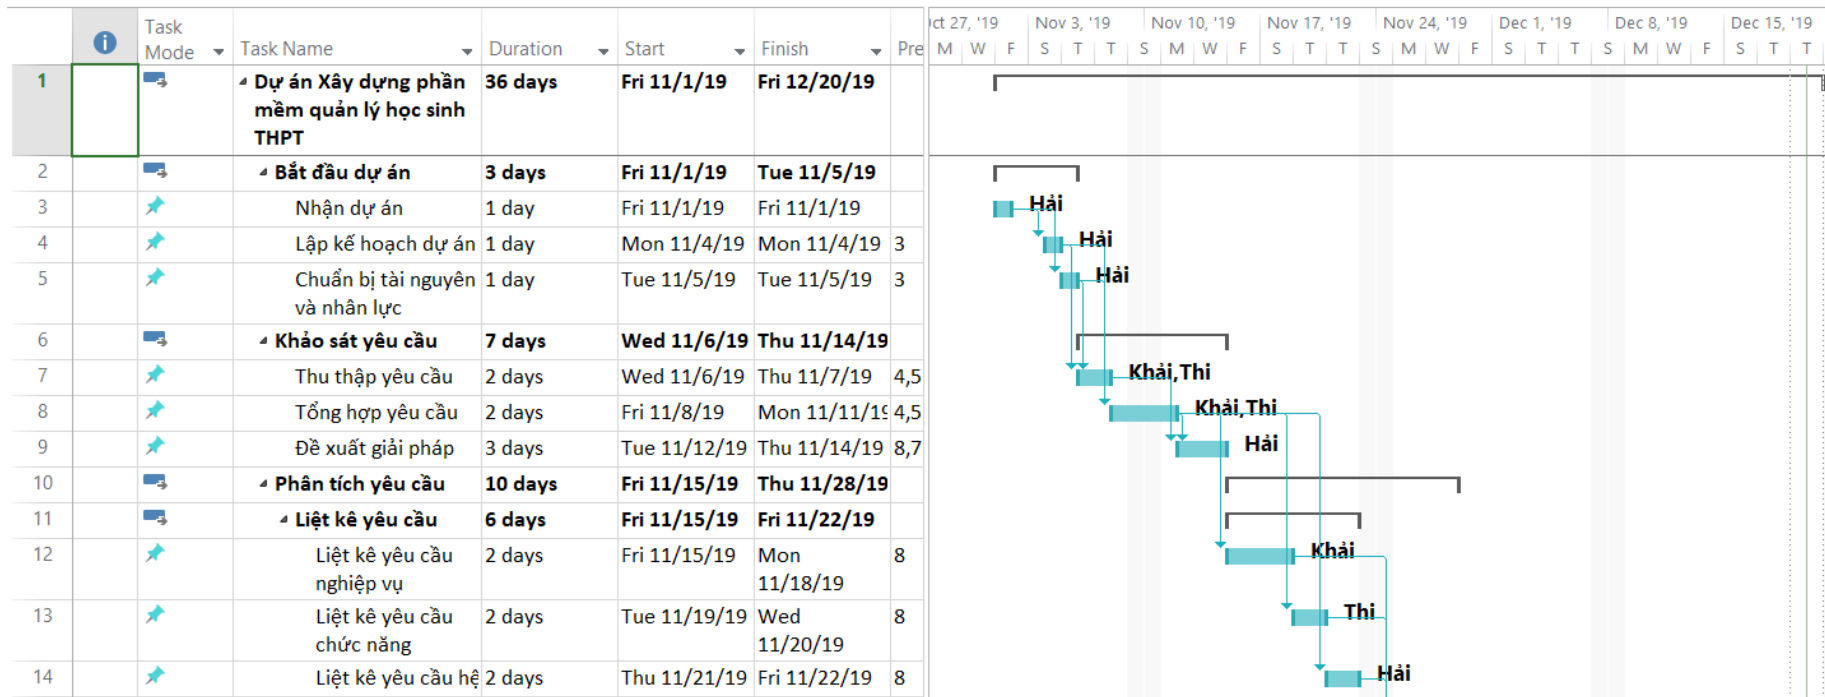 Task Mode Task Name Duration Start Finish Pre
Oct 27, '19 Nov 3, '19 Nov 10, '19 Nov 17, '19 Nov 24, '19 Dec 1, '19 Dec 8, '19 Dec 15, '19
M W F S T T S M W F S T T S M W F S T T S M W F S T T
1 Dự án Xây dựng phần mềm quản lý học sinh THPT 36 days Fri 11/1/19 Fri 12/20/19
2 Bắt đầu dự án 3 days Fri 11/1/19 Tue 11/5/19
3 Nhận dự án 1 day Fri 11/1/19 Fri 11/1/19 Hải
4 Lập kế hoạch dự án 1 day Mon 11/4/19 Mon 11/4/19 3 Hải
5 Chuẩn bị tài nguyên và nhân lực 1 day Tue 11/5/19 Tue 11/5/19 3 Hải
6 Khảo sát yêu cầu 7 days Wed 11/6/19 Thu 11/14/19
7 Thu thập yêu cầu 2 days Wed 11/6/19 Thu 11/7/19 4,5 Khải,Thi
8 Tổng hợp yêu cầu 2 days Fri 11/8/19 Mon 11/11/19 4,5 Khải,Thi
9 Đề xuất giải pháp 3 days Tue 11/12/19 Thu 11/14/19 8,7 Hải
10 Phân tích yêu cầu 10 days Fri 11/15/19 Thu 11/28/19
11 Liệt kê yêu cầu 6 days Fri 11/15/19 Fri 11/22/19
12 Liệt kê yêu cầu nghiệp vụ 2 days Fri 11/15/19 Mon 11/18/19 8 Khải
13 Liệt kê yêu cầu chức năng 2 days Tue 11/19/19 Wed 11/20/19 8 Thi
14 Liệt kê yêu cầu hệ 2 days Thu 11/21/19 Fri 11/22/19 8 Hải